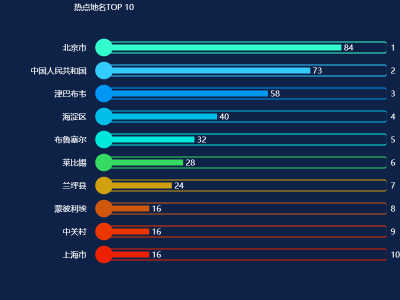 热点地名TOP 10
北京市 84 1
中国人民共和国 73 2
津巴布韦 58 3
海淀区 40 4
布鲁塞尔 32 5
莱比锡 28 6
兰坪县 24 7
蒙彼利埃 16 8
中关村 16 9
上海市 16 10